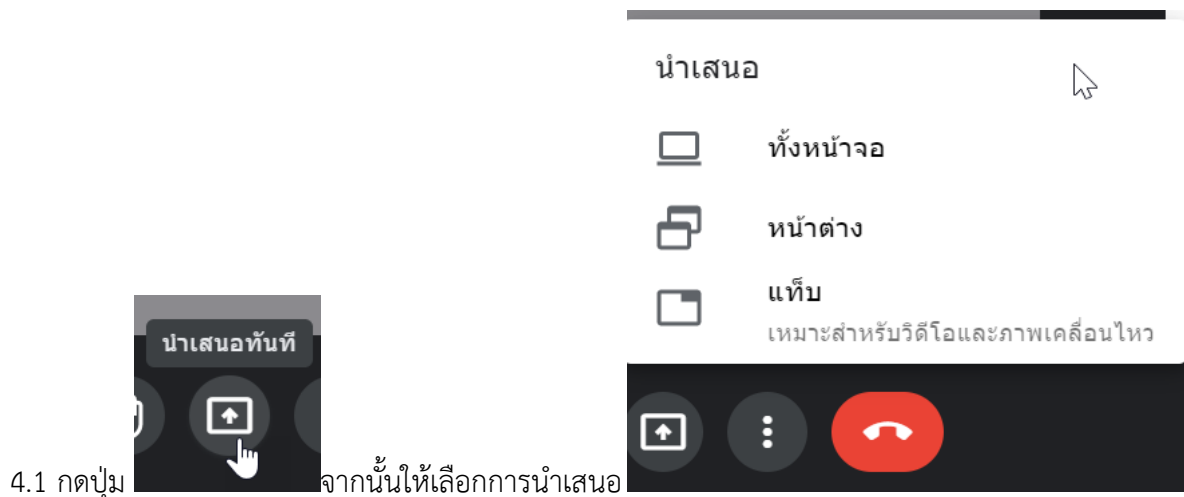 นำเสนอ
ทั้งหน้าจอ
หน้าต่าง
แท็บ
เหมาะสำหรับวิดีโอและภาพเคลื่อนไหว
นำเสนอทันที
4.1 กดปุ่ม จากนั้นให้เลือกการนำเสนอ